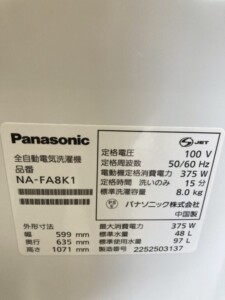 Panasonic
全自動電気洗濯機
品番
NA-FA8K1
外形寸法
幅 599 mm
奥行 635 mm
高さ 1071 mm
JET
定格電圧 100 V
定格周波数 50/60 Hz
電動機定格消費電力 375 W
定格時間 洗いのみ 15 分
標準洗濯容量 8.0 kg
パナソニック株式会社
中国製
最大消費電力 375 W
標準水量 48 L
標準使用水量 97 L
製造番号 2252503137